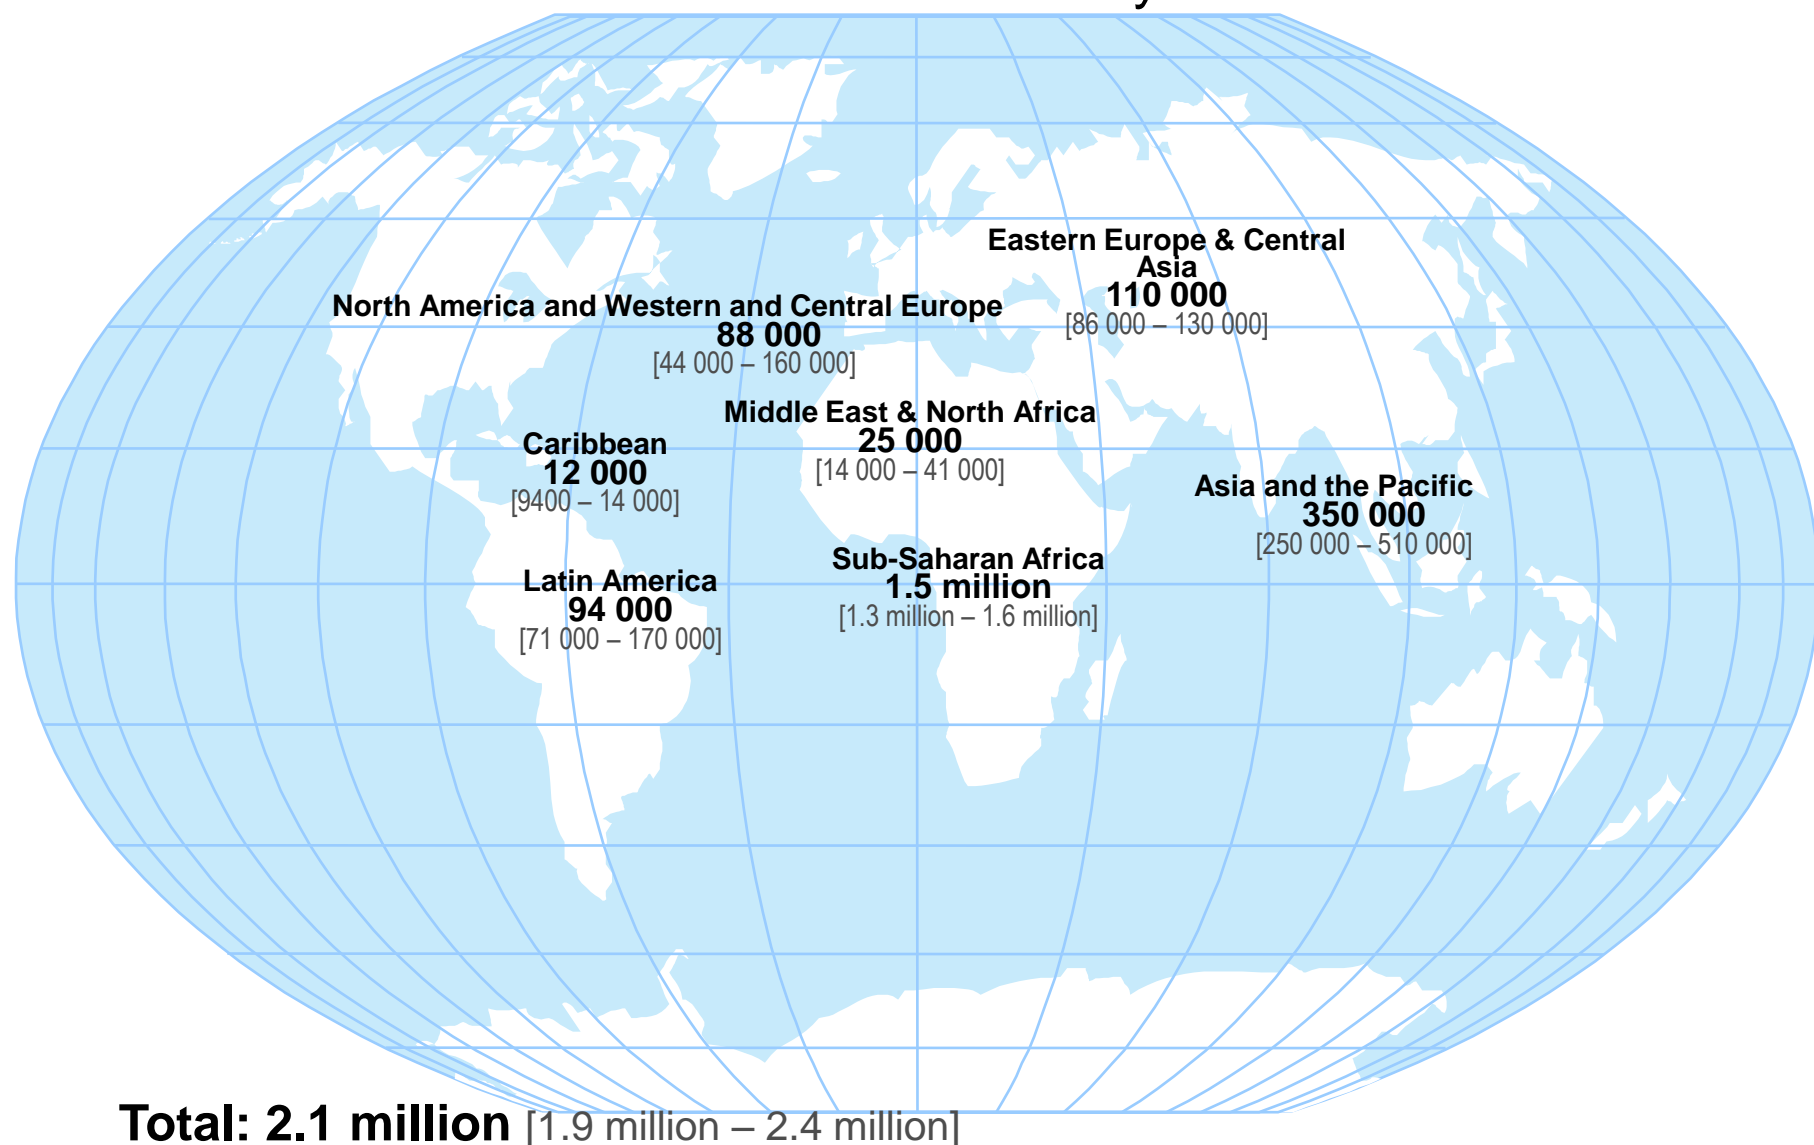 Eastern Europe & Central
Asia
110 000
[86 000 – 130 000]
North America and Western and Central Europe
88 000
[44 000 – 160 000]
Middle East & North Africa
25 000
[14 000 – 41 000]
Caribbean
12 000
[9400 – 14 000]
Asia and the Pacific
350 000
[250 000 – 510 000]
Sub-Saharan Africa
1.5 million
[1.3 million – 1.6 million]
Latin America
94 000
[71 000 – 170 000]
Total: 2.1 million [1.9 million – 2.4 million]